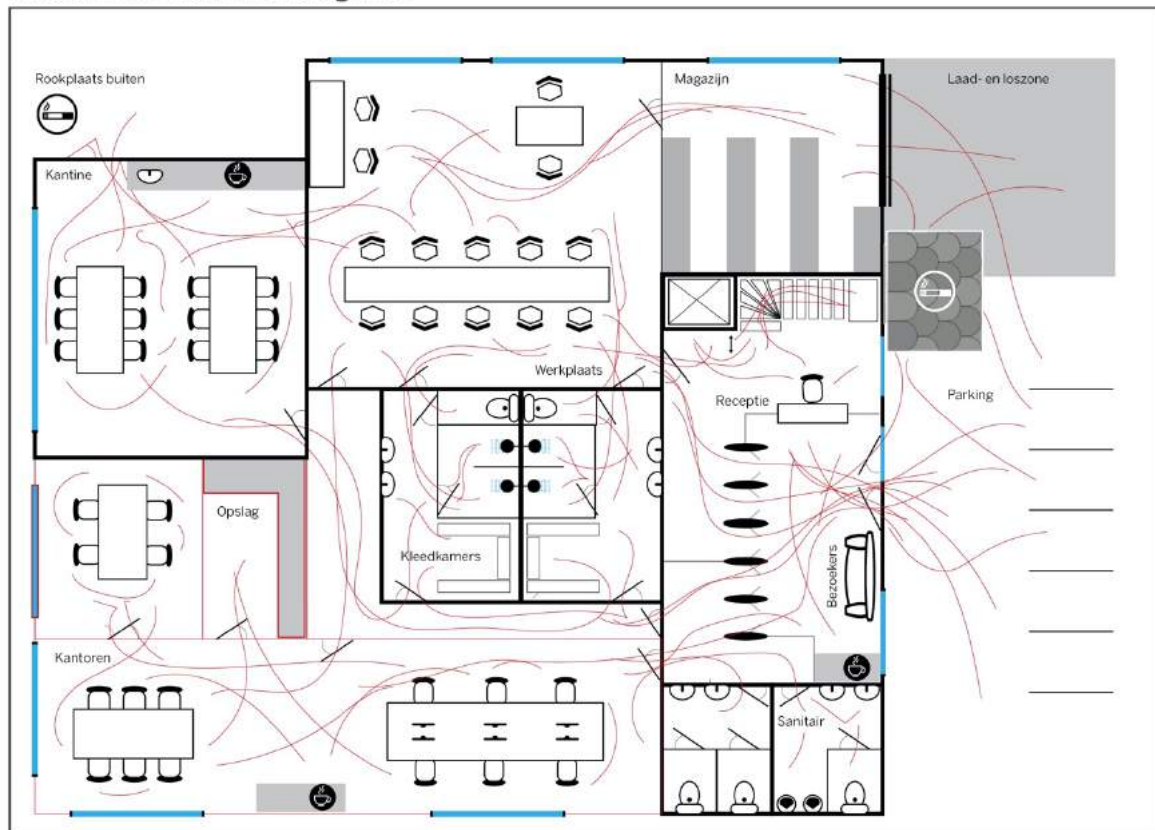 Rookplaats buiten
Magazijn
Laad- en loszone
Kantine
Werkplaats
Receptie
Parking
Opslag
Kleedkamers
Bezoekers
Kantoren
Sanitair